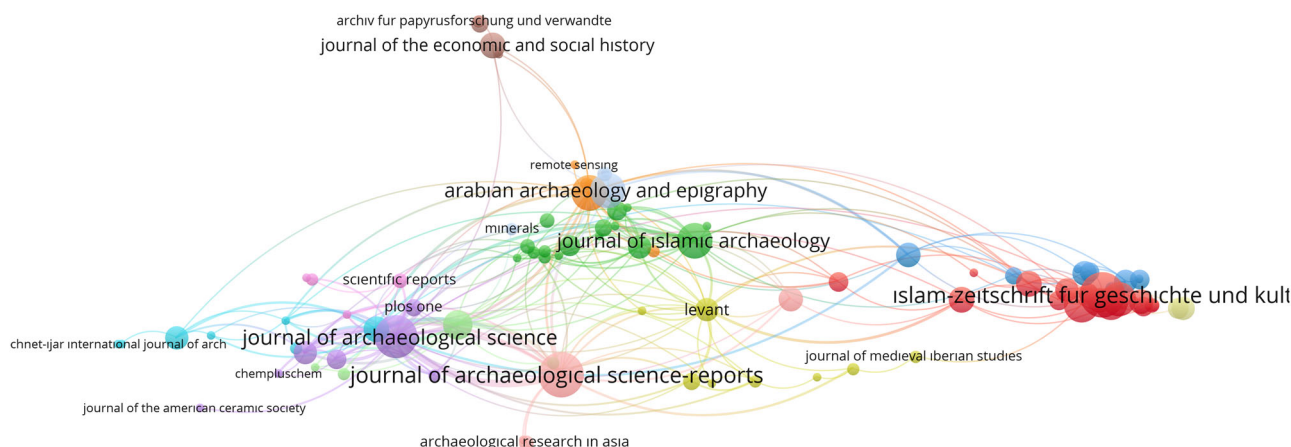 archiv fur papyrusforschung und verwandte
journal of the economic and social history
remote sensing
arabian archaeology and epigraphy
minerals
journal of islamic archaeology
scientific reports
islam-zeitschrift fur geschichte und kult
plos one
levant
journal of archaeological science
chnet-ijar international journal of arch
journal of medieval iberian studies
chempluschem
journal of archaeological science-reports
journal of the american ceramic society
archaeological research in asia